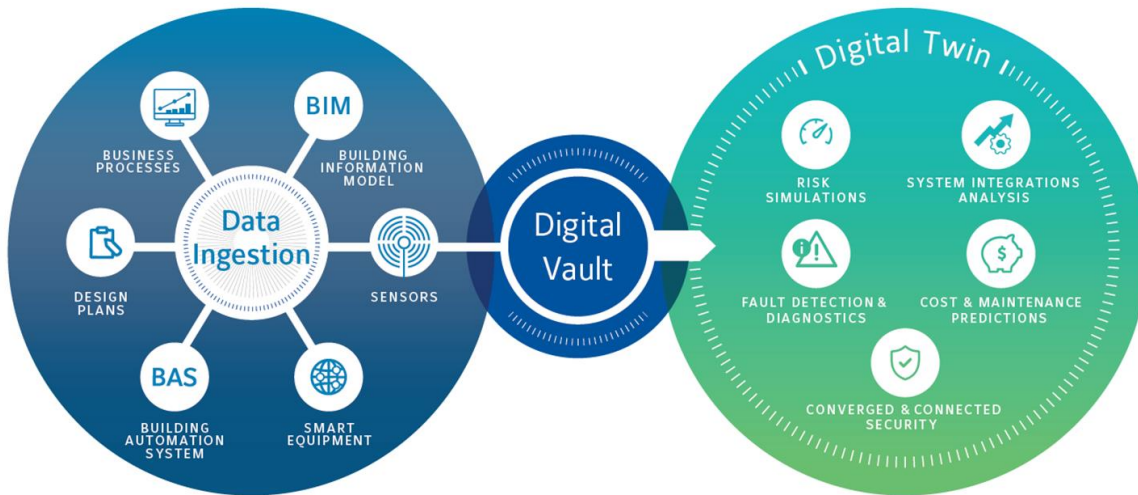 BUSINESS
PROCESSES
BIM
BUILDING
INFORMATION
MODEL
Data
Ingestion
DESIGN
PLANS
SENSORS
BAS
BUILDING
AUTOMATION
SYSTEM
SMART
EQUIPMENT
Digital
Vault
Digital Twin
RISK
SIMULATIONS
SYSTEM INTEGRATIONS
ANALYSIS
FAULT DETECTION &
DIAGNOSTICS
COST & MAINTENANCE
PREDICTIONS
CONVERGED & CONNECTED
SECURITY